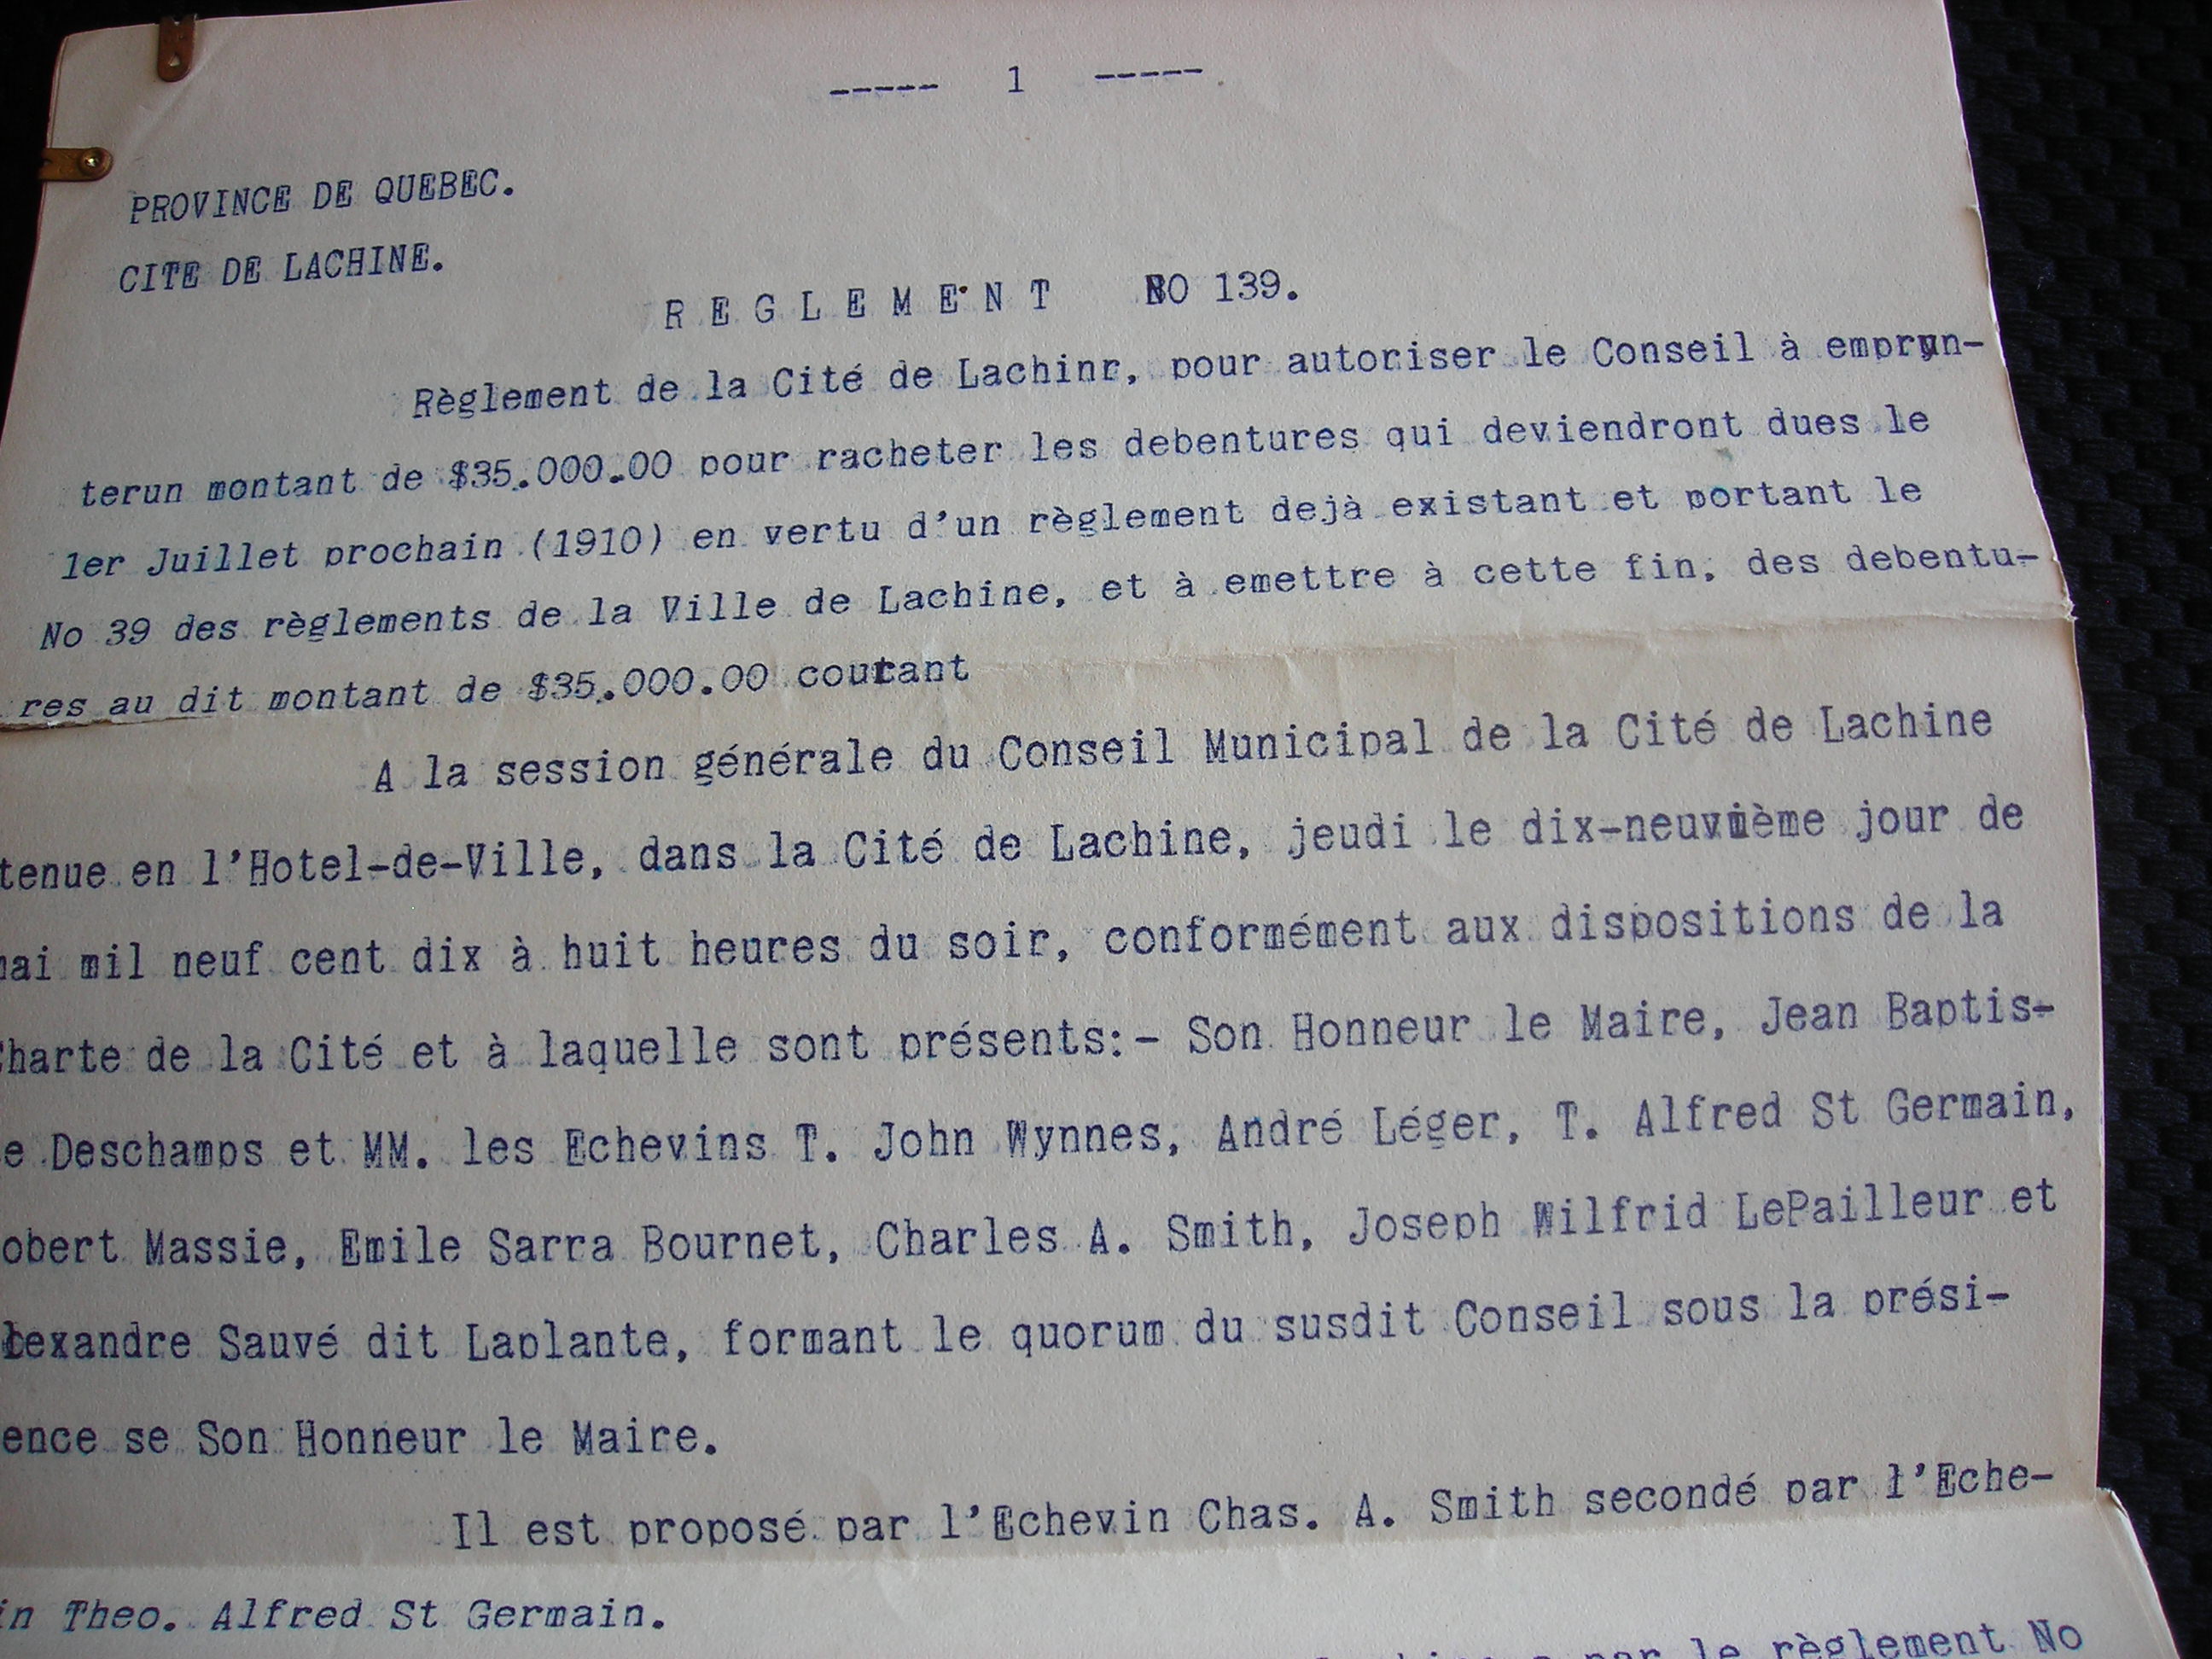 ----- 1 -----
PROVINCE DE QUEBEC.
CITE DE LACHINE.
R E G L E M E N T NO 139.
Règlement de la Cité de Lachinr, pour autoriser le Conseil à emprun-
terun montant de $35.000.00 pour racheter les debentures qui deviendront dues le
1er Juillet prochain (1910) en vertu d'un règlement dejà existant et portant le
No 39 des règlements de la Ville de Lachine, et à emettre à cette fin, des debentu-
res au dit montant de $35.000.00 courant
A la session générale du Conseil Municipal de la Cité de Lachine
tenue en l'Hotel-de-Ville, dans la Cité de Lachine, jeudi le dix-neuvième jour de
mai mil neuf cent dix à huit heures du soir, conformément aux dispositions de la
Charte de la Cité et à laquelle sont présents:- Son Honneur le Maire, Jean Baptis-
e Deschamps et MM. les Echevins T. John Wynnes, André Léger, T. Alfred St Germain,
obert Massie, Emile Sarra Bournet, Charles A. Smith, Joseph Wilfrid LePailleur et
lexandre Sauvé dit Laplante, formant le quorum du susdit Conseil sous la prési-
ence se Son Honneur le Maire.
Il est proposé par l'Echevin Chas. A. Smith secondé par l'Eche-
in Theo. Alfred St Germain.
par le règlement No